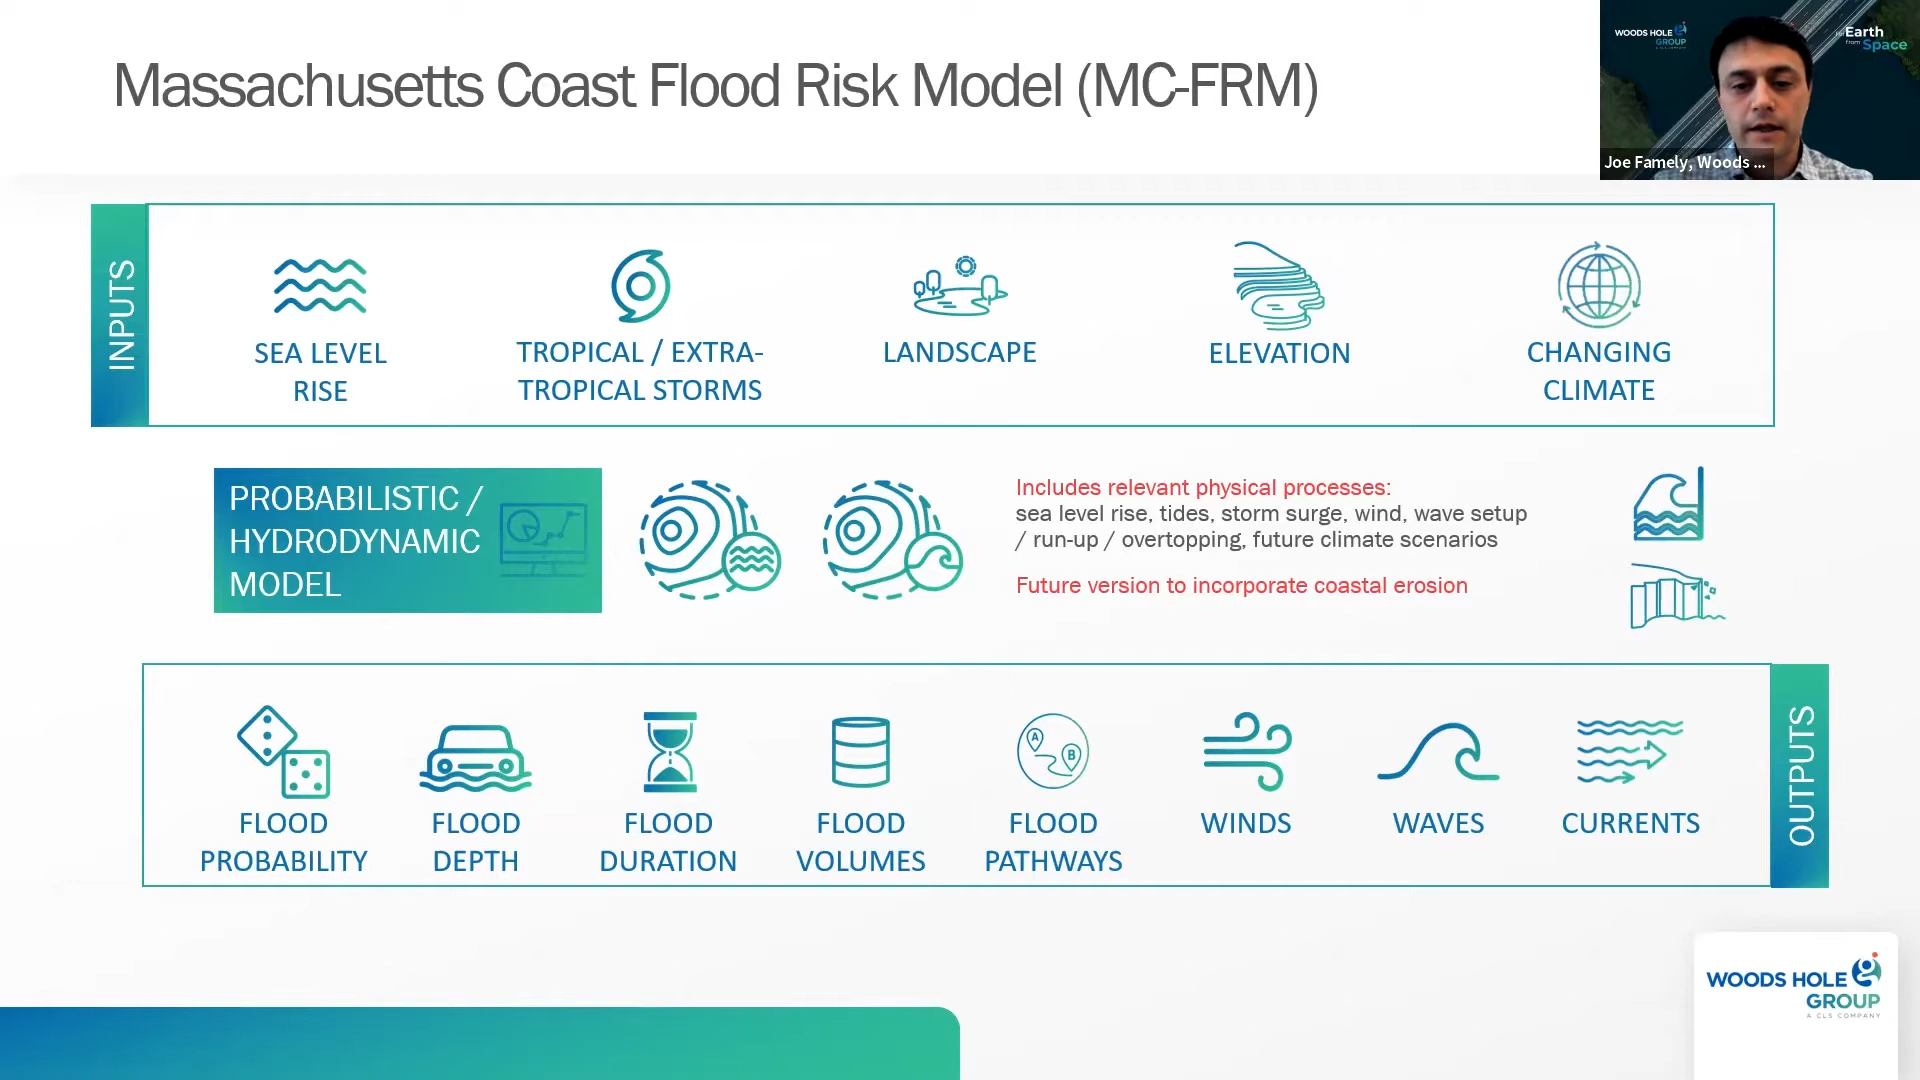 Massachusetts Coast Flood Risk Model (MC-FRM)
WOODS HOLE
GROUP
Earth
from Space
Joe Famely, Woods ...
INPUTS
SEA LEVEL
RISE
TROPICAL / EXTRA-
TROPICAL STORMS
LANDSCAPE
ELEVATION
CHANGING
CLIMATE
PROBABILISTIC /
HYDRODYNAMIC
MODEL
Includes relevant physical processes:
sea level rise, tides, storm surge, wind, wave setup
/ run-up / overtopping, future climate scenarios
Future version to incorporate coastal erosion
A
B
FLOOD
PROBABILITY
FLOOD
DEPTH
FLOOD
DURATION
FLOOD
VOLUMES
FLOOD
PATHWAYS
WINDS
WAVES
CURRENTS
OUTPUTS
WOODS HOLE
GROUP
A CLS COMPANY